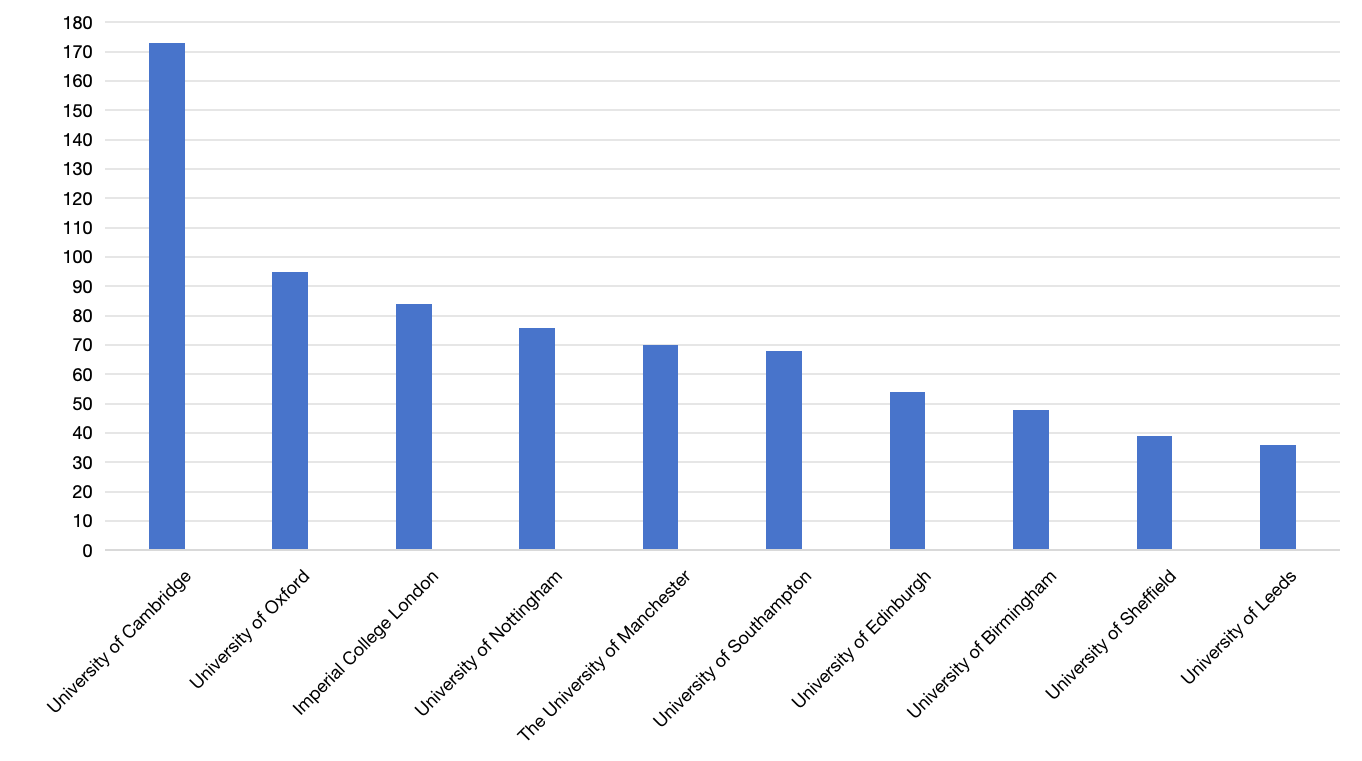 180
170
160
150
140
130
120
110
100
90
80
70
60
50
40
30
20
10
0
University of Cambridge
University of Oxford
Imperial College London
University of Nottingham
The University of Manchester
University of Southampton
University of Edinburgh
University of Birmingham
University of Sheffield
University of Leeds